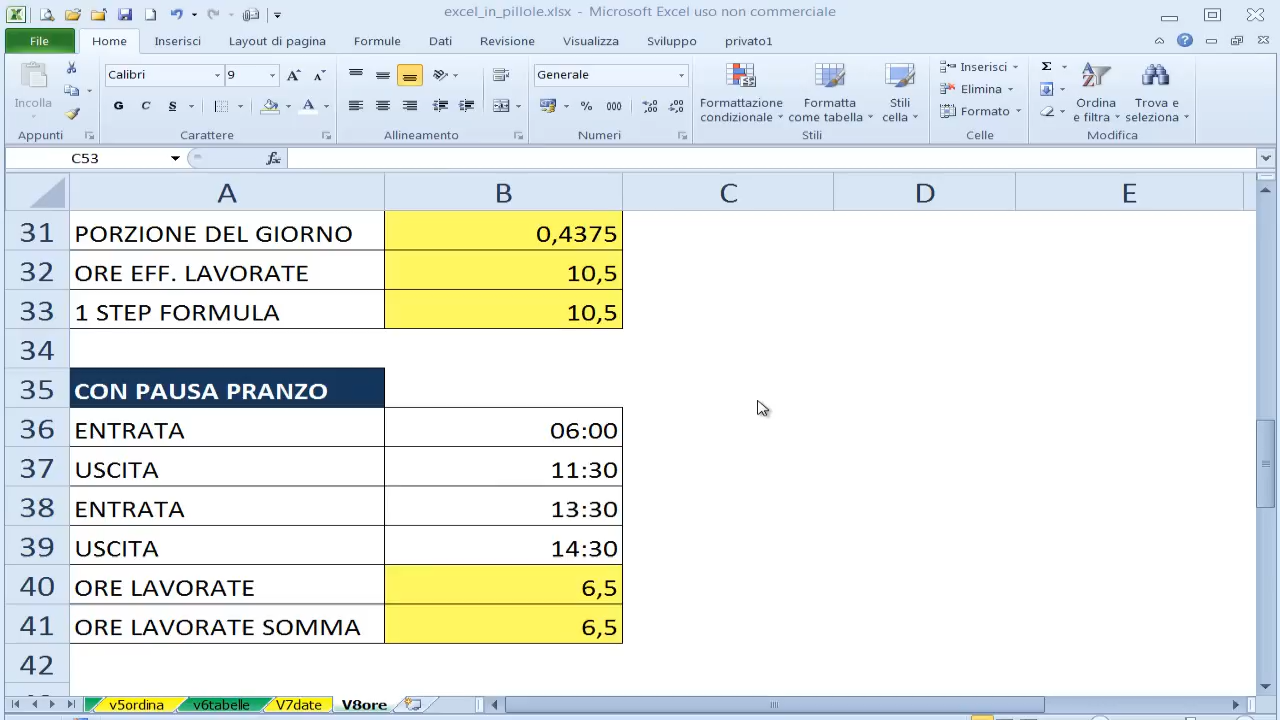 excel_in_pillole.xlsx - Microsoft Excel uso non commerciale
File Home Inserisci Layout di pagina Formule Dati Revisione Visualizza Sviluppo privato1
Incolla
Appunti
Calibri 9
G C S A
Carattere
Allineamento
Generale
% 000
Numeri
Formattazione condizionale
Formatta come tabella
Stili cella
Stili
Inserisci
Elimina
Formato
Celle
Σ
Ordina e filtra
Trova e seleziona
Modifica
C53 fx
A B C D E
31 PORZIONE DEL GIORNO 0,4375
32 ORE EFF. LAVORATE 10,5
33 1 STEP FORMULA 10,5
34
35 CON PAUSA PRANZO
36 ENTRATA 06:00
37 USCITA 11:30
38 ENTRATA 13:30
39 USCITA 14:30
40 ORE LAVORATE 6,5
41 ORE LAVORATE SOMMA 6,5
42
v5ordina v6tabelle V7date V8ore